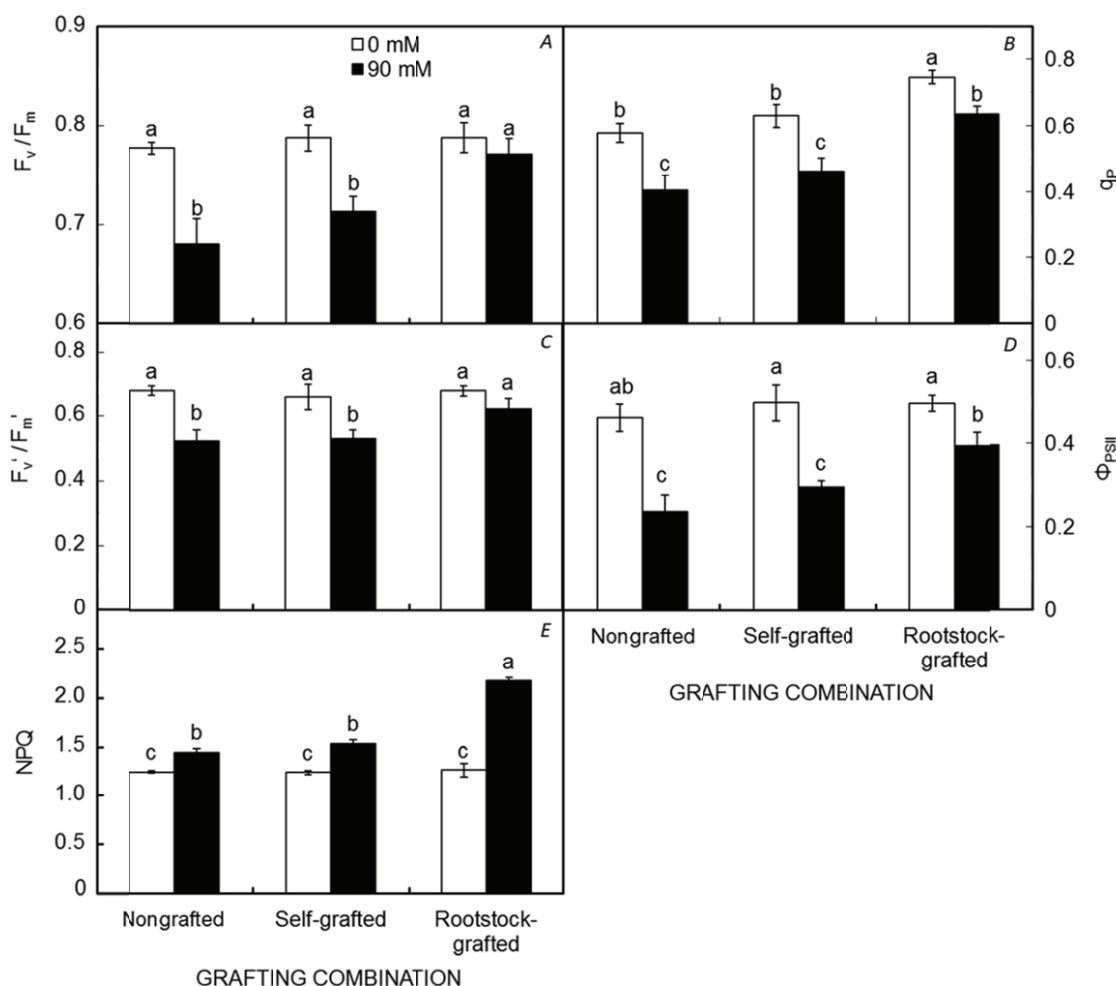 A
0 mM
90 mM
0.9
0.8
0.7
0.6
Fv /Fm
a
b
a
b
a
a
B
0.8
0.6
0.4
0.2
0
qP
b
c
b
c
a
b
C
0.8
0.6
0.4
0.2
0
Fv' /Fm'
a
b
a
b
a
a
D
0.6
0.4
0.2
0
ΦPSII
ab
c
a
c
a
b
Nongrafted Self-grafted Rootstock-
grafted
GRAFTING COMBINATION
E
2.5
2.0
1.5
1.0
0.5
0
NPQ
c
b
c
b
c
a
Nongrafted Self-grafted Rootstock-
grafted
GRAFTING COMBINATION